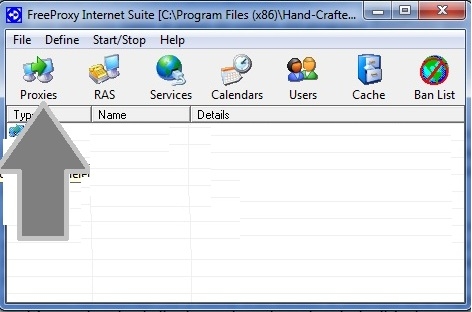 FreeProxy Internet Suite [C:\Program Files (x86)\Hand-Crafte...
File Define Start/Stop Help
Proxies RAS Services Calendars Users Cache Ban List
Name Details